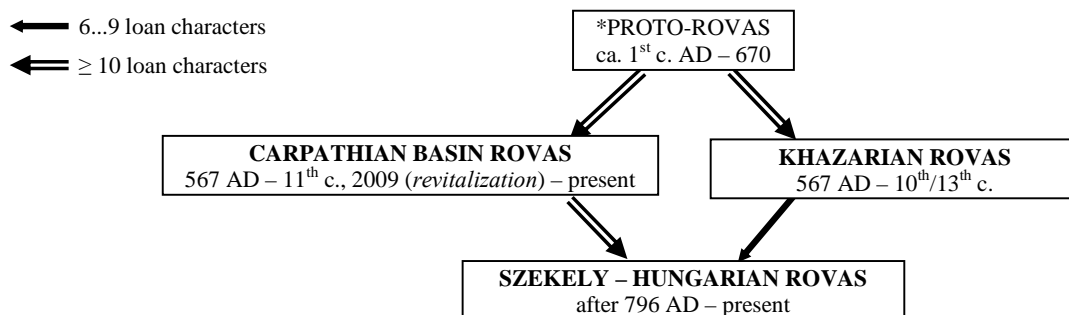 6...9 loan characters
≥ 10 loan characters
*PROTO-ROVAS
ca. 1st c. AD – 670
CARPATHIAN BASIN ROVAS
567 AD – 11th c., 2009 (revitalization) – present
KHAZARIAN ROVAS
567 AD – 10th/13th c.
SZEKELY – HUNGARIAN ROVAS
after 796 AD – present